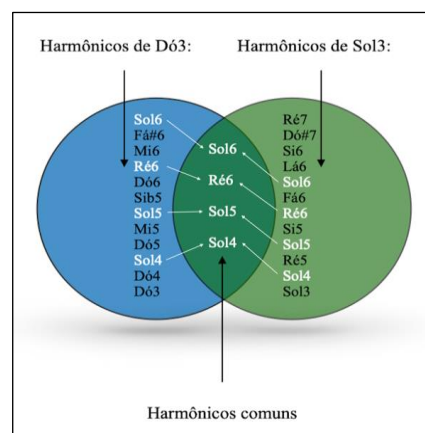 Harmônicos de Dó3:
Harmônicos de Sol3:
Sol6
Fá#6
Mi6
Ré6
Dó6
Sib5
Sol5
Mi5
Dó5
Sol4
Dó4
Dó3
Sol6
Ré6
Sol5
Sol4
Ré7
Dó#7
Si6
Lá6
Sol6
Fá6
Ré6
Si5
Sol5
Ré5
Sol4
Sol3
Harmônicos comuns